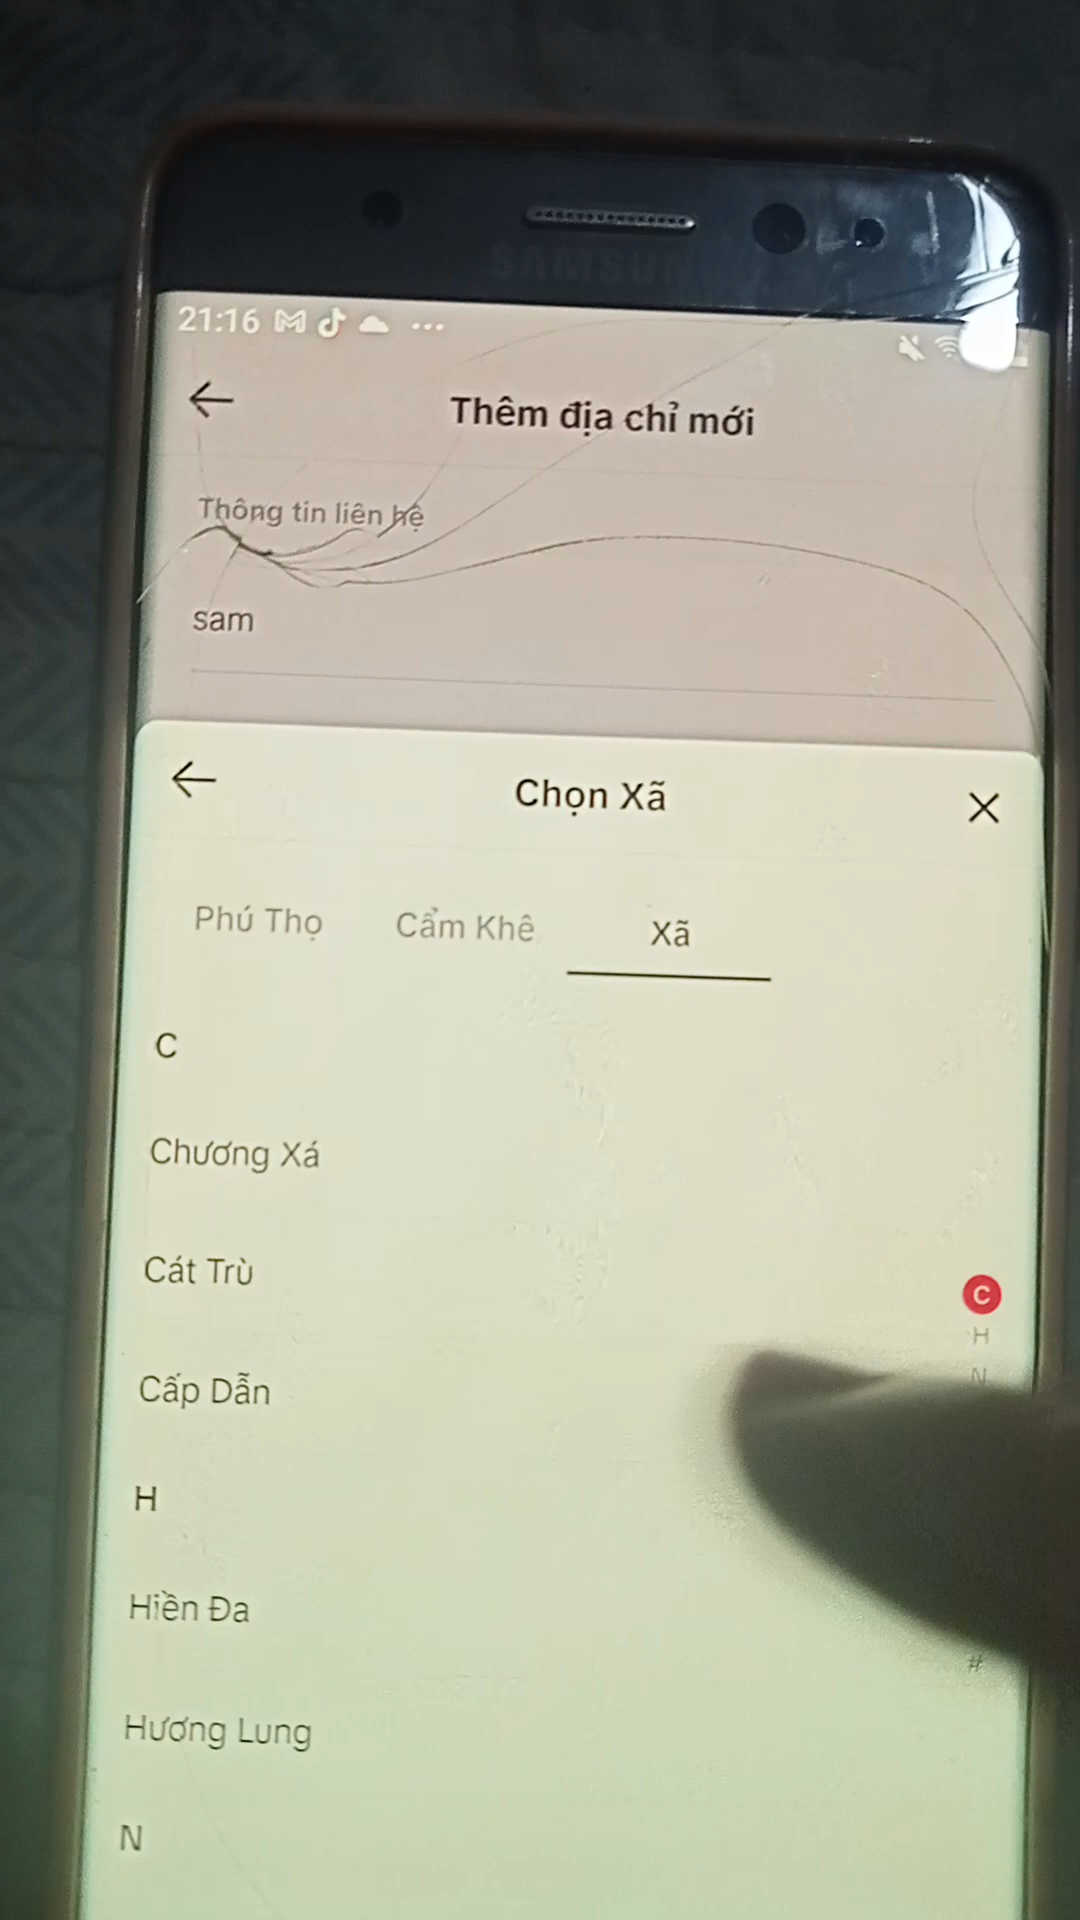 SAMSUN
21:16
Thêm địa chỉ mới
Thông tin liên hệ
sam
Chọn Xã
Phú Thọ Cẩm Khê Xã
C
Chương Xá
Cát Trù
C
H
N
Cấp Dẫn
H
Hiền Đa
#
Hương Lung
N